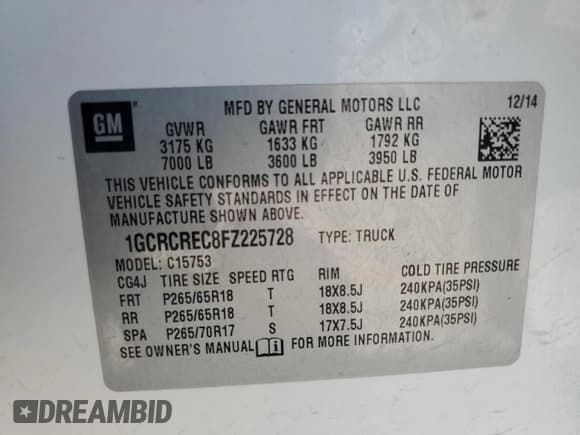 GM ® MFD BY GENERAL MOTORS LLC 12/14
GVWR GAWR FRT GAWR RR
3175 KG 1633 KG 1792 KG
7000 LB 3600 LB 3950 LB
THIS VEHICLE CONFORMS TO ALL APPLICABLE U.S. FEDERAL MOTOR
VEHICLE SAFETY STANDARDS IN EFFECT ON THE DATE OF
MANUFACTURE SHOWN ABOVE.
1GCRCREC8FZ225728 TYPE: TRUCK
MODEL: C15753
CG4J TIRE SIZE SPEED RTG RIM COLD TIRE PRESSURE
FRT P265/65R18 T 18X8.5J 240KPA(35PSI)
RR P265/65R18 T 18X8.5J 240KPA(35PSI)
SPA P265/70R17 S 17X7.5J 240KPA(35PSI)
SEE OWNER'S MANUAL FOR MORE INFORMATION.
DREAMBID